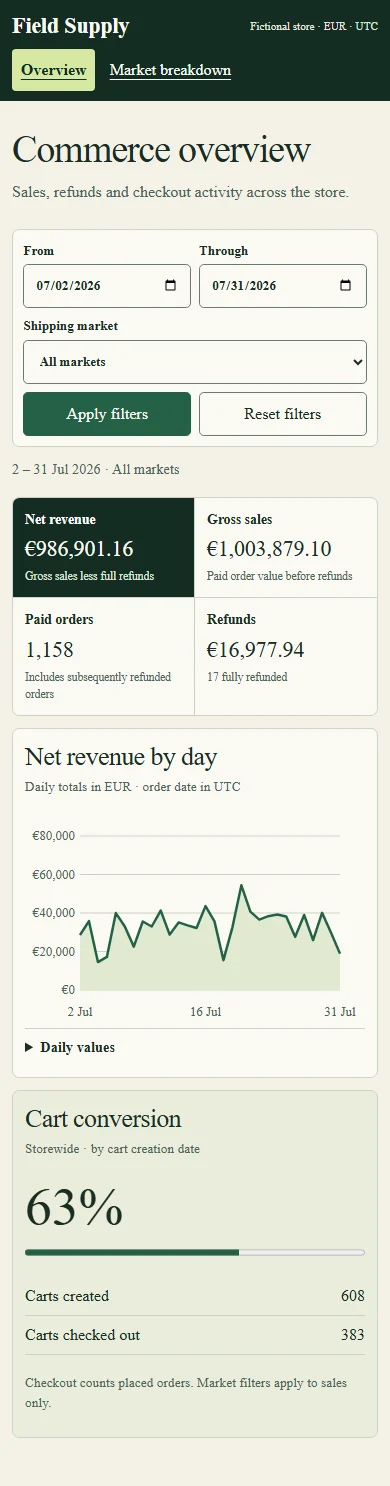 Field Supply
Fictional store · EUR · UTC
Overview
Market breakdown
Commerce overview
Sales, refunds and checkout activity across the store.
From
Through
07/02/2026
07/31/2026
Shipping market
All markets
Apply filters
Reset filters
2 – 31 Jul 2026 · All markets
Net revenue
€986,901.16
Gross sales less full refunds
Gross sales
€1,003,879.10
Paid order value before refunds
Paid orders
1,158
Includes subsequently refunded
orders
Refunds
€16,977.94
17 fully refunded
Net revenue by day
Daily totals in EUR · order date in UTC
€80,000
€60,000
€40,000
€20,000
€0
2 Jul
16 Jul
31 Jul
Daily values
Cart conversion
Storewide · by cart creation date
63%
Carts created
608
Carts checked out
383
Checkout counts placed orders. Market filters apply to sales
only.